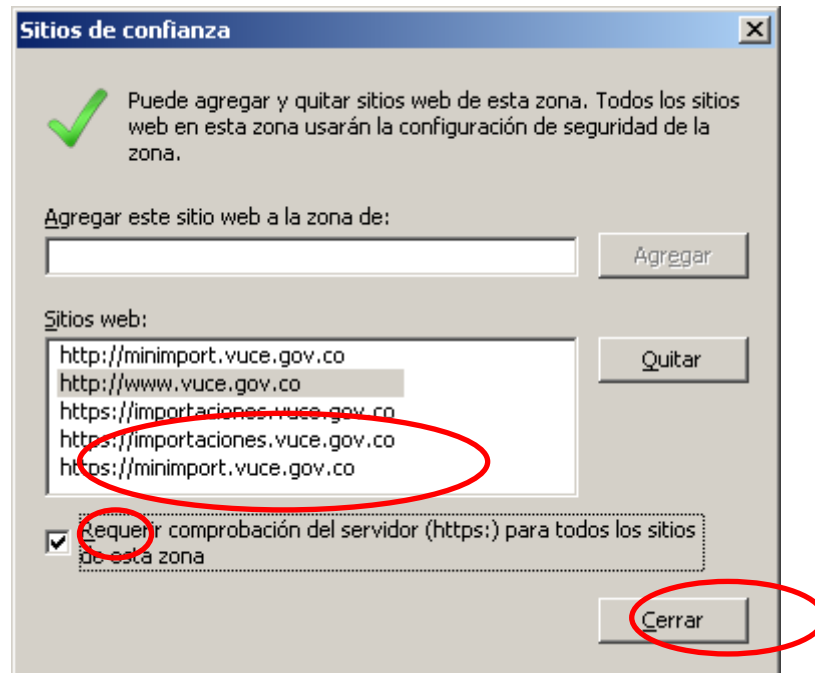 Sitios de confianza
Puede agregar y quitar sitios web de esta zona. Todos los sitios
web en esta zona usarán la configuración de seguridad de la
zona.
Agregar este sitio web a la zona de:
Agregar
Sitios web:
http://minimport.vuce.gov.co
Quitar
http://www.vuce.gov.co
https://importaciones.vuce.gov.co
https://importaciones.vuce.gov.co
https://minimport.vuce.gov.co
Requerir comprobación del servidor (https:) para todos los sitios
de esta zona
Cerrar